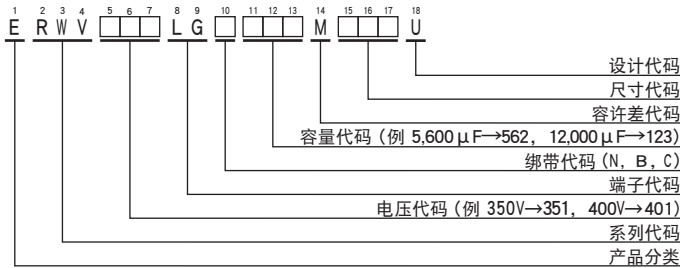 1 2 3 4 5 6 7 8 9 10 11 12 13 14 15 16 17 18
E R W V □□□ L G □ □□□ M □□□ U
设计代码
尺寸代码
容许差代码
容量代码 (例 5,600μF→562, 12,000μF→123)
绑带代码 (N, B, C)
端子代码
电压代码 (例 350V→351, 400V→401)
系列代码
产品分类